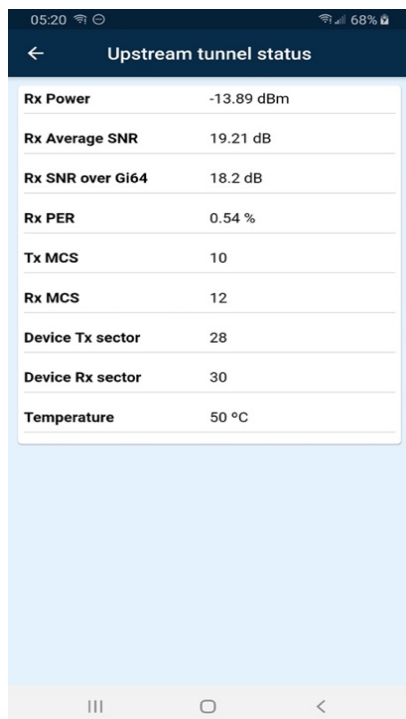 05:20 68%
Upstream tunnel status
Rx Power -13.89 dBm
Rx Average SNR 19.21 dB
Rx SNR over Gi64 18.2 dB
Rx PER 0.54 %
Tx MCS 10
Rx MCS 12
Device Tx sector 28
Device Rx sector 30
Temperature 50 ºC